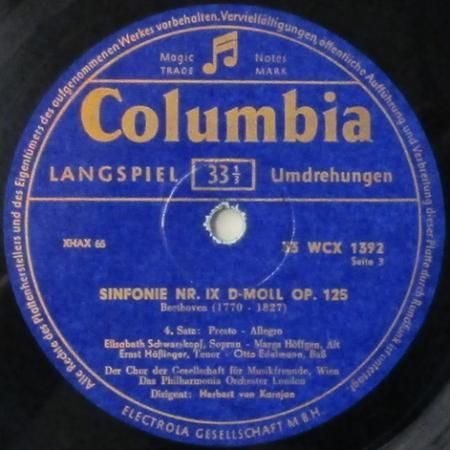 Alle Rechte des Plattenherstellers und des Eigentümers des aufgenommenen Werkes vorbehalten. Vervielfältigungen, öffentliche Aufführung und Verbreitung dieser Platte durch Rundfunk ist untersagt.
Magic Notes
TRADE MARK
Columbia
LANGSPIEL 33 1/3 Umdrehungen
XHAX 65
33 WCX 1392
Seite 3
SINFONIE NR. IX D-MOLL OP. 125
Beethoven (1770 - 1827)
4. Satz: Presto - Allegro
Elisabeth Schwarzkopf, Sopran - Marga Höffgen, Alt
Ernst Häfliger, Tenor - Otto Edelmann, Baß
Der Chor der Gesellschaft für Musikfreunde, Wien
Das Philharmonia Orchester London
Dirigent: Herbert von Karajan
ELECTROLA GESELLSCHAFT M B H